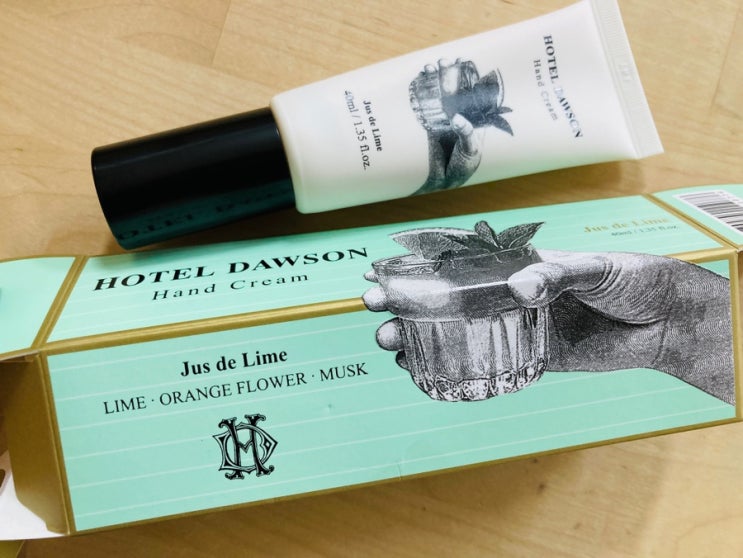 HOTEL DAWSON
Hand Cream
Jus de Lime
40ml / 1.35 fl.oz.
HOTEL DAWSON
Hand Cream
Jus de Lime
40ml / 1.35 fl.oz
Jus de Lime
LIME · ORANGE FLOWER · MUSK